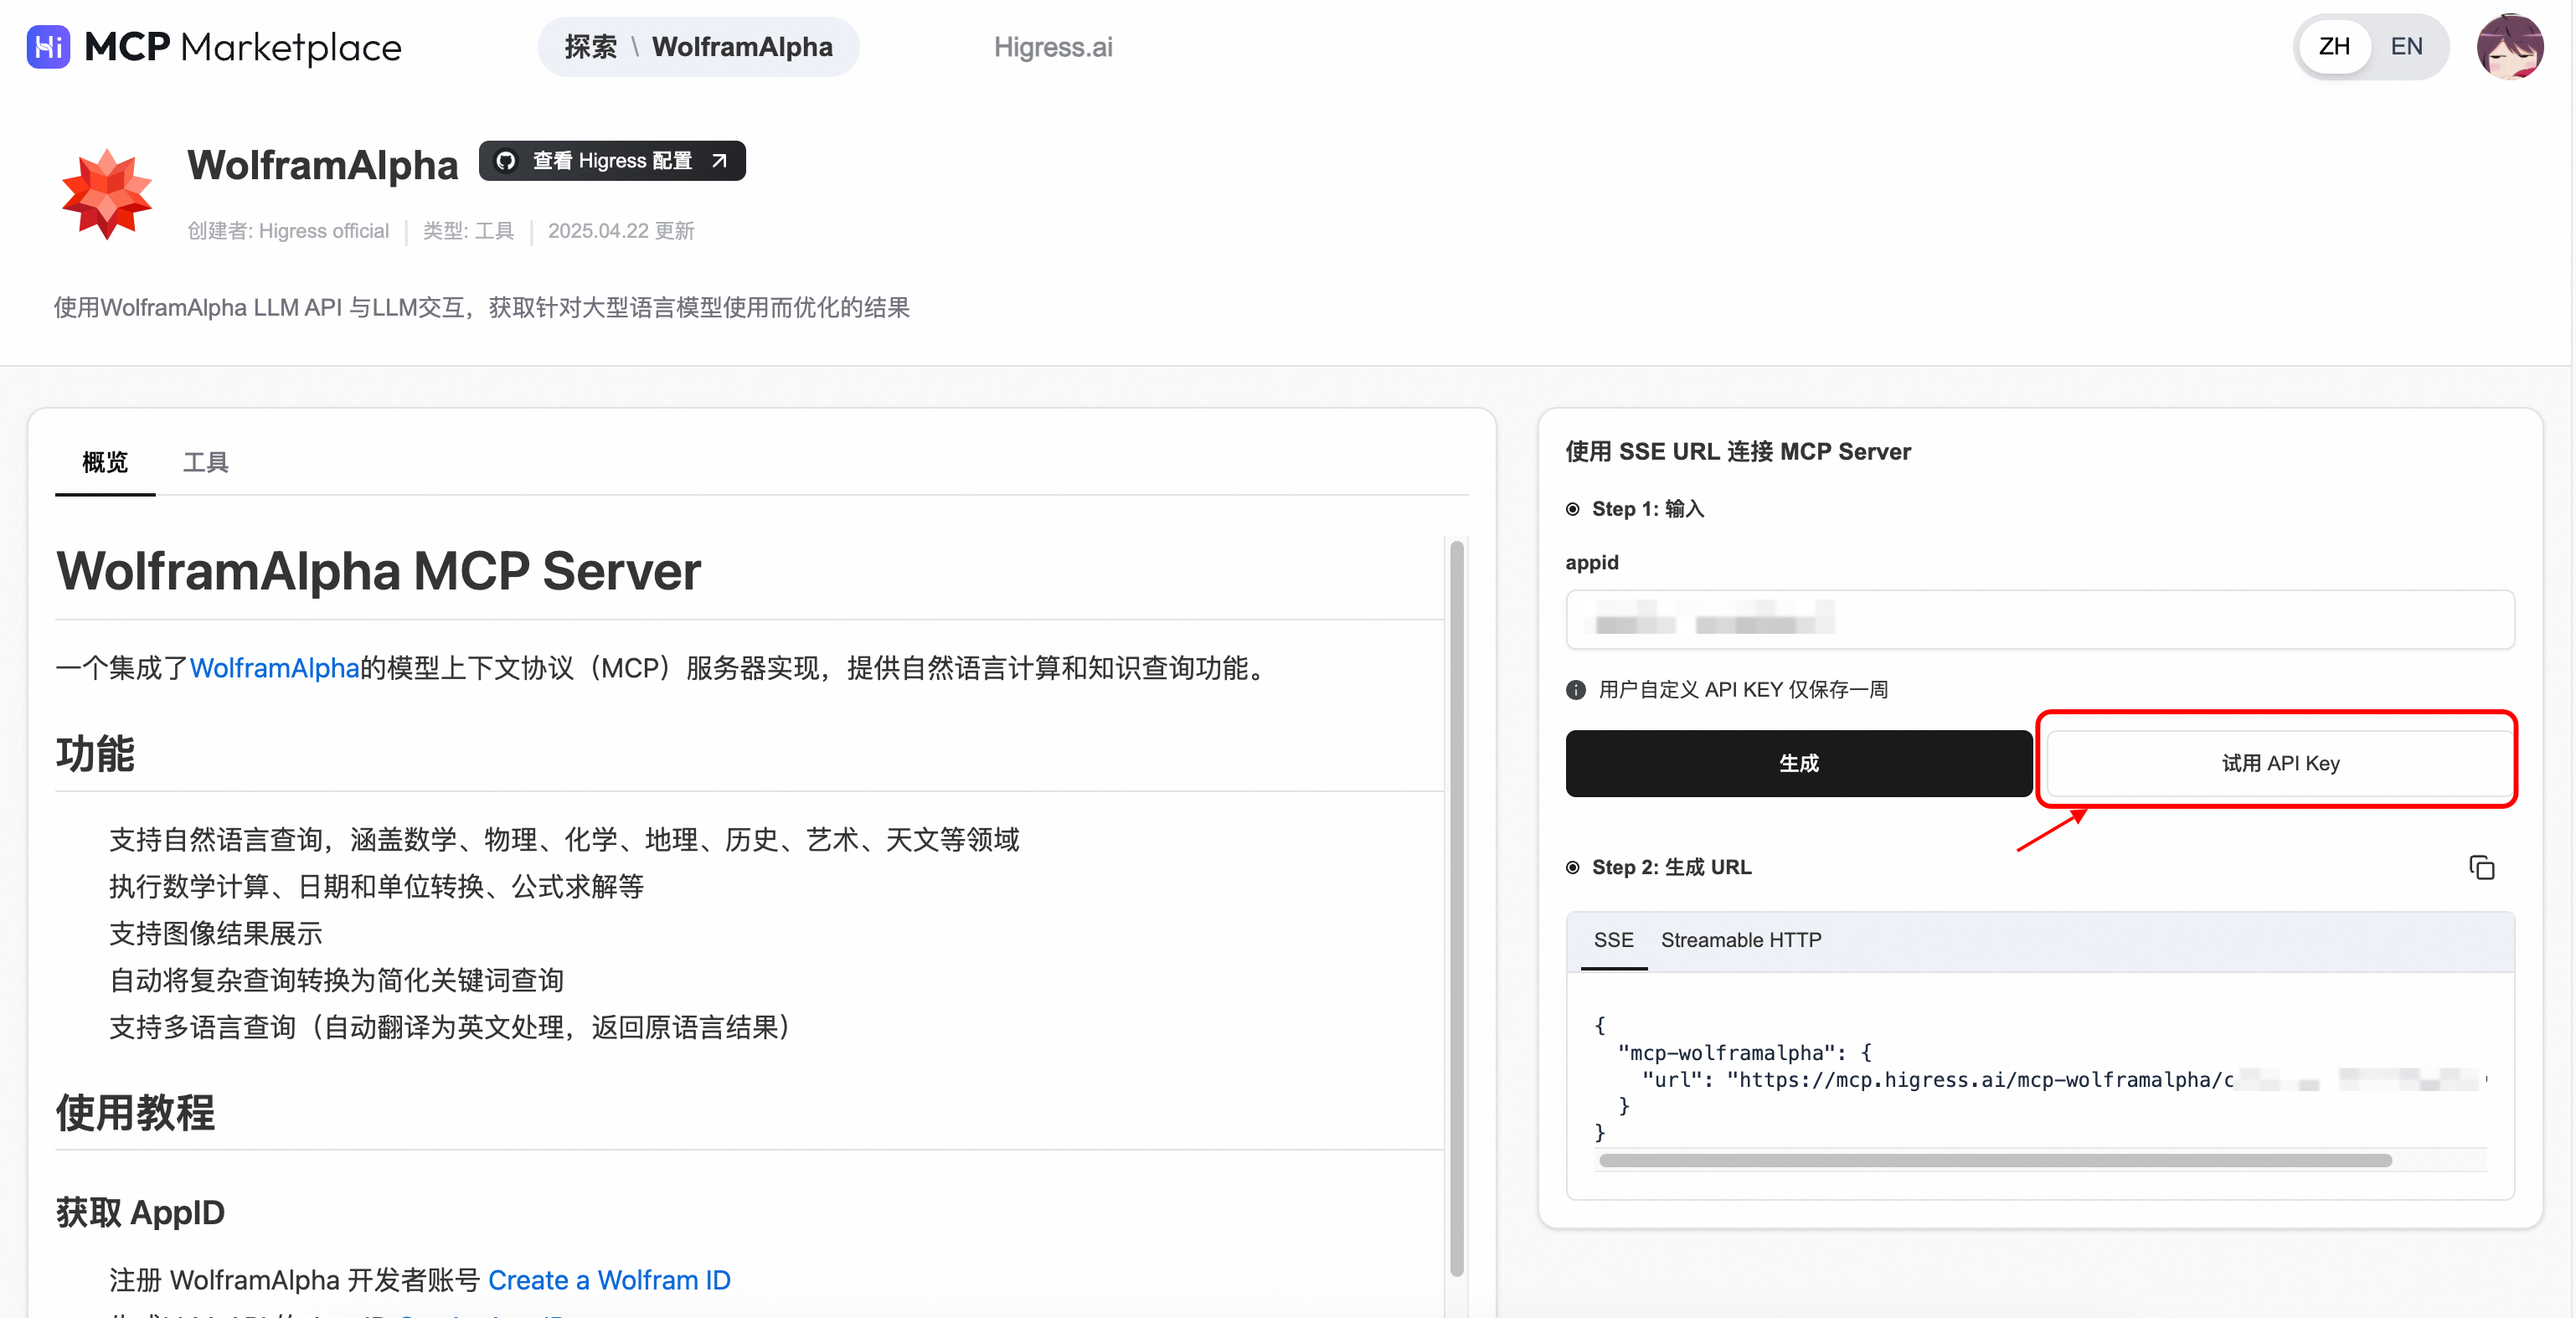 Hi MCP Marketplace
探索 \ WolframAlpha
Higress.ai
ZH EN
WolframAlpha
查看 Higress 配置
创建者: Higress official | 类型: 工具 | 2025.04.22 更新
使用WolframAlpha LLM API 与LLM交互，获取针对大型语言模型使用而优化的结果
概览 工具
WolframAlpha MCP Server
一个集成了WolframAlpha的模型上下文协议（MCP）服务器实现，提供自然语言计算和知识查询功能。
功能
支持自然语言查询，涵盖数学、物理、化学、地理、历史、艺术、天文等领域
执行数学计算、日期和单位转换、公式求解等
支持图像结果展示
自动将复杂查询转换为简化关键词查询
支持多语言查询（自动翻译为英文处理，返回原语言结果）
使用教程
获取 AppID
注册 WolframAlpha 开发者账号 Create a Wolfram ID
使用 SSE URL 连接 MCP Server
Step 1: 输入
appid
用户自定义 API KEY 仅保存一周
生成
试用 API Key
Step 2: 生成 URL
SSE Streamable HTTP
{
"mcp-wolframalpha": {
"url": "https://mcp.higress.ai/mcp-wolframalpha/c
}
}